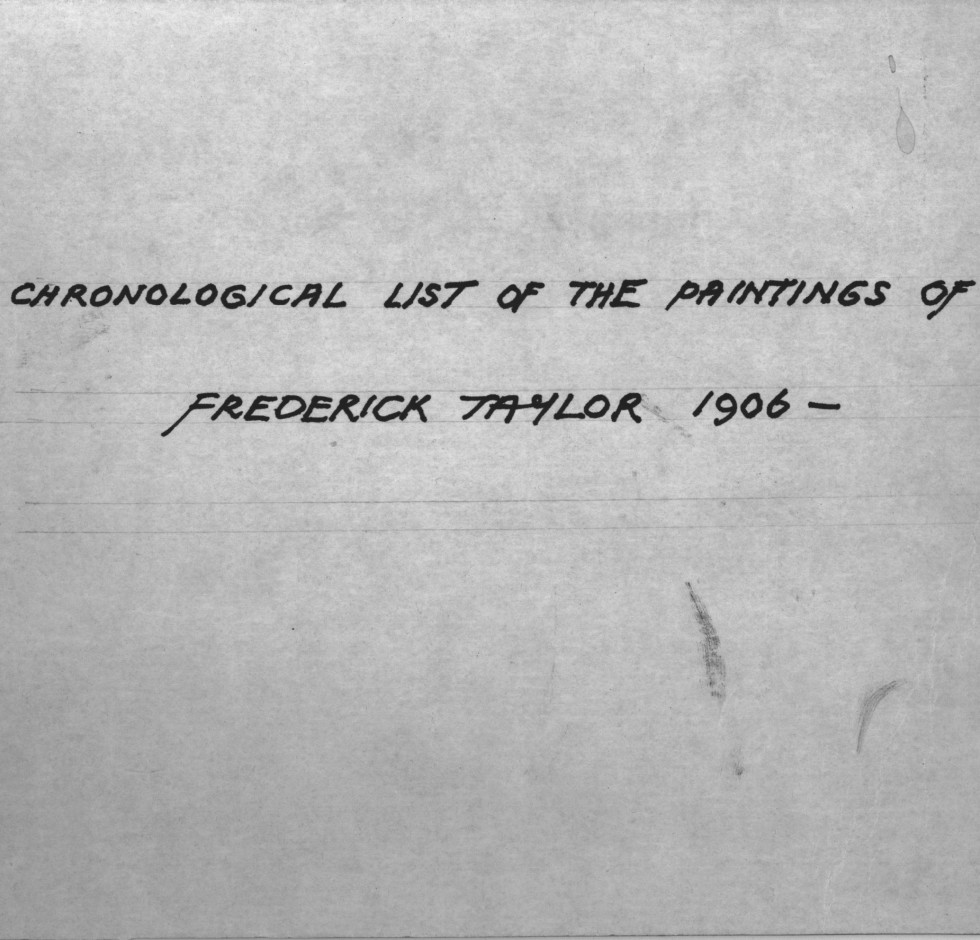 CHRONOLOGICAL LIST OF THE PAINTINGS OF
FREDERICK TAYLOR 1906 —